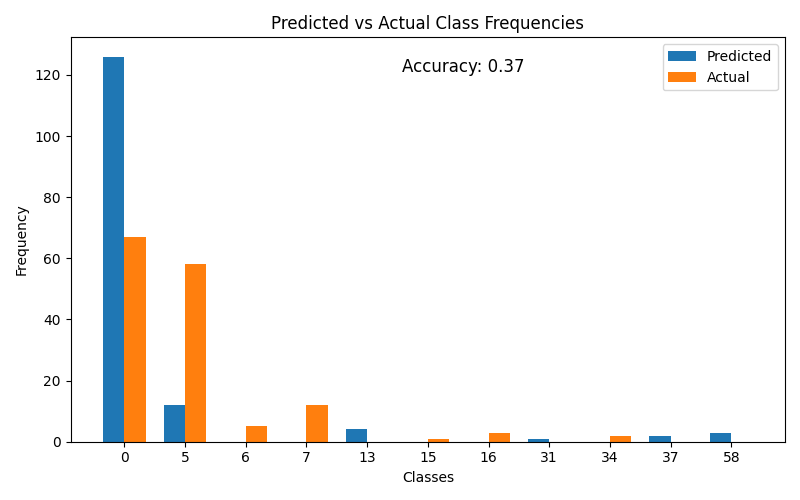 Predicted vs Actual Class Frequencies
Accuracy: 0.37
Predicted
Actual
Frequency
120
100
80
60
40
20
0
0 5 6 7 13 15 16 31 34 37 58
Classes